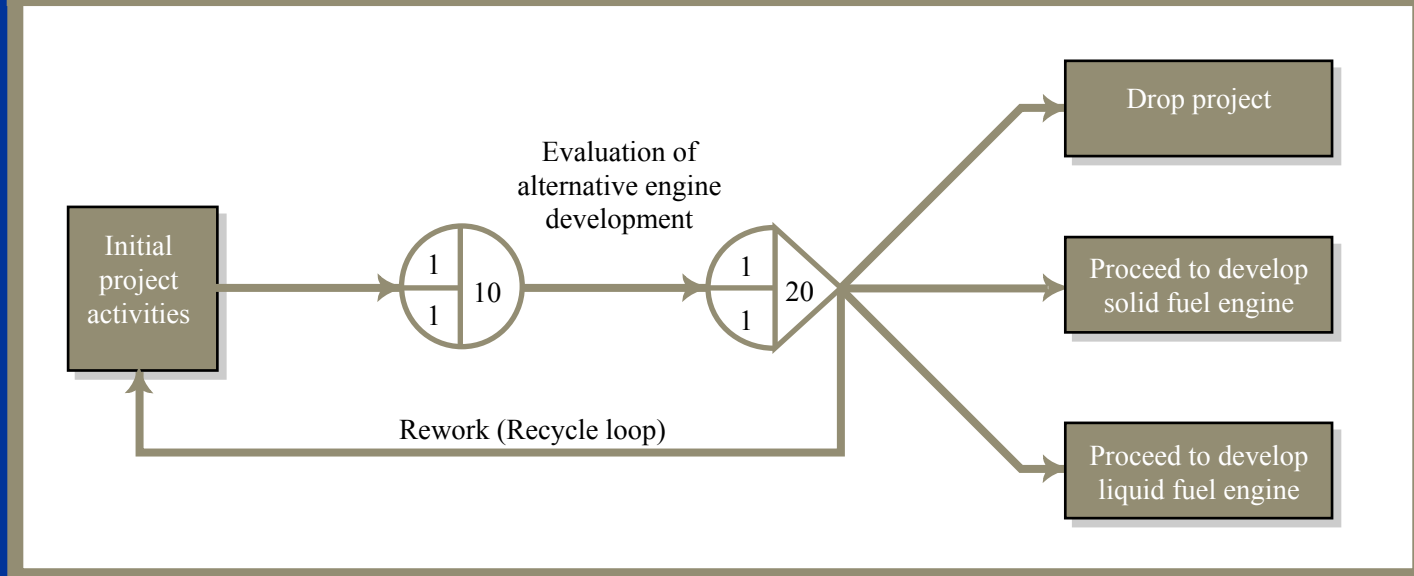 Initial
project
activities
1
1
10
Evaluation of
alternative engine
development
1
1
20
Rework (Recycle loop)
Drop project
Proceed to develop
solid fuel engine
Proceed to develop
liquid fuel engine